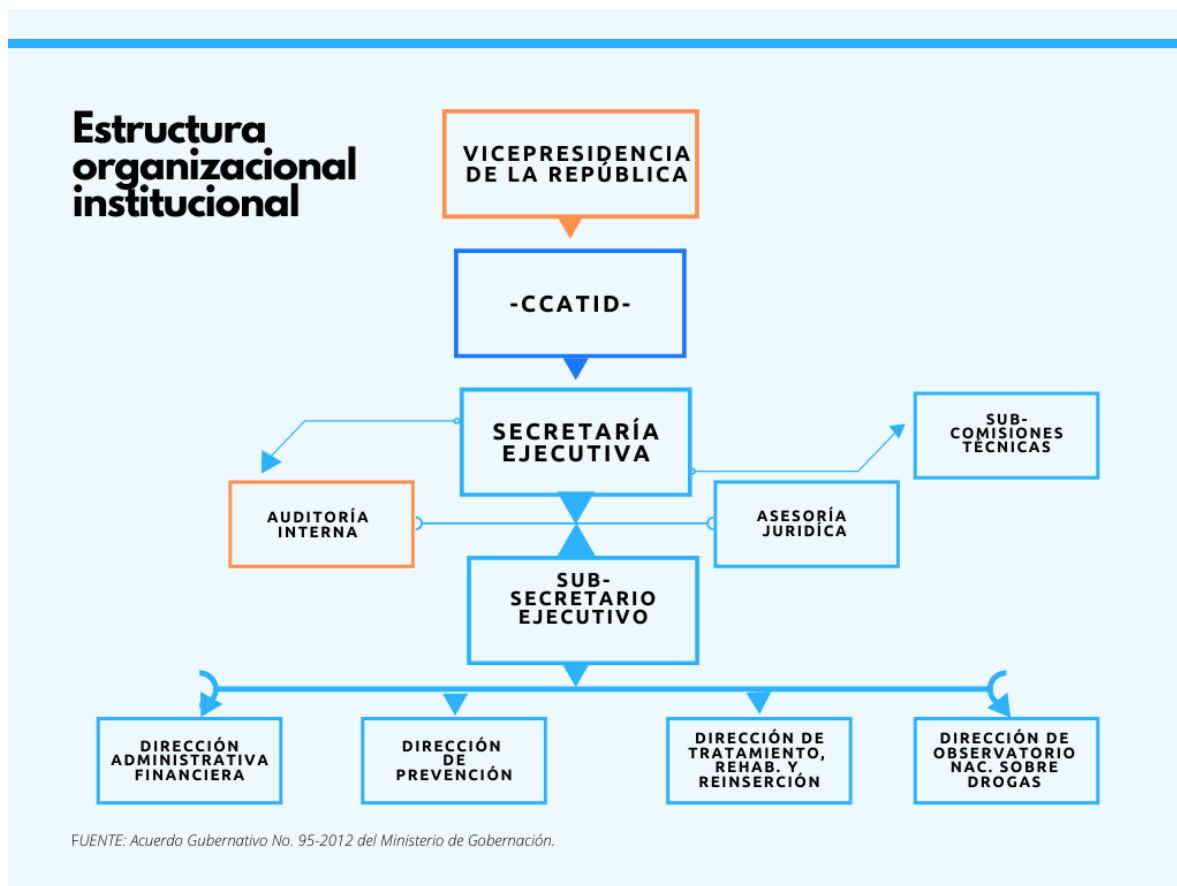 Estructura
organizacional
institucional
VICEPRESIDENCIA
DE LA REPÚBLICA
-CCATID-
SECRETARÍA
EJECUTIVA
SUB-
COMISIONES
TÉCNICAS
AUDITORÍA
INTERNA
ASESORÍA
JURIDÍCA
SUB-
SECRETARIO
EJECUTIVO
DIRECCIÓN
ADMINISTRATIVA
FINANCIERA
DIRECCIÓN
DE
PREVENCIÓN
DIRECCIÓN DE
TRATAMIENTO,
REHAB. Y
REINSERCIÓN
DIRECCIÓN DE
OBSERVATORIO
NAC. SOBRE
DROGAS
FUENTE: Acuerdo Gubernativo No. 95-2012 del Ministerio de Gobernación.